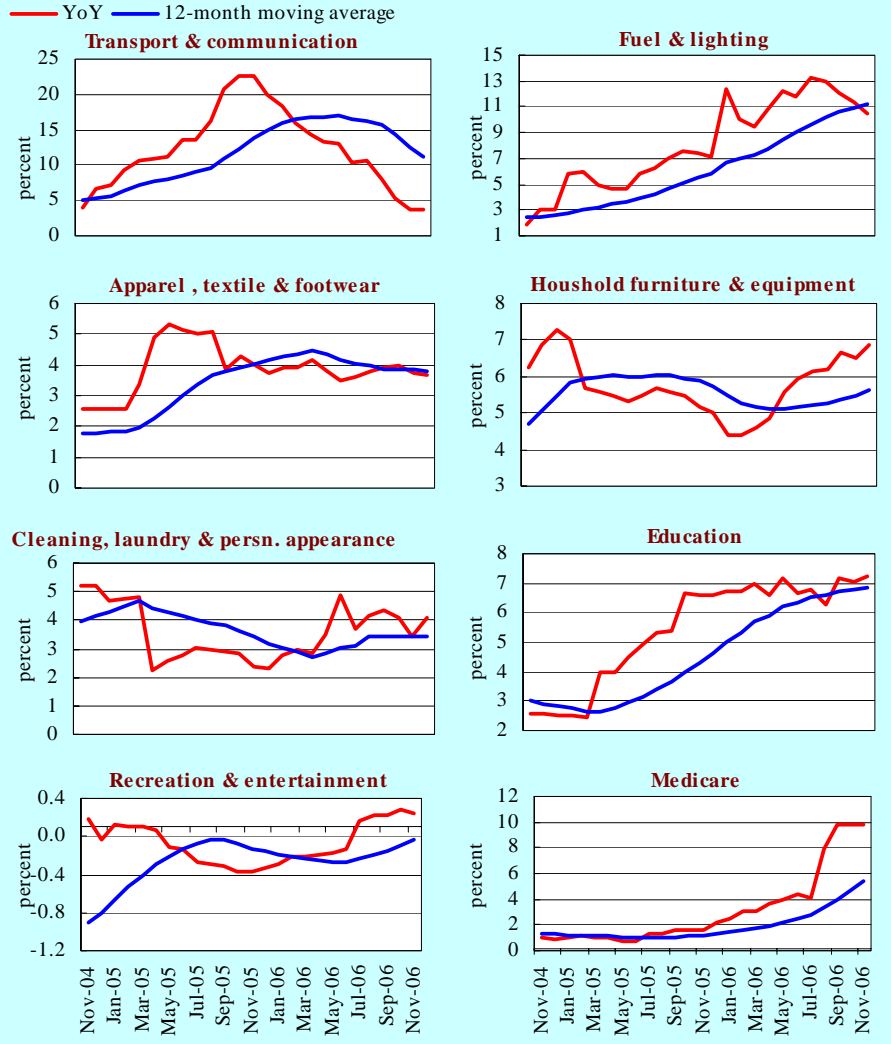 YoY 12-month moving average
Transport & communication
25
20
15
10
5
0
percent
Fuel & lighting
15
13
11
9
7
5
3
1
percent
Apparel , textile & footwear
6
5
4
3
2
1
0
percent
Houshold furniture & equipment
8
7
6
5
4
3
percent
Cleaning, laundry & persn. appearance
6
5
4
3
2
1
0
percent
Education
8
7
6
5
4
3
2
percent
Recreation & entertainment
0.4
0.0
-0.4
-0.8
-1.2
percent
Nov-04
Jan-05
Mar-05
May-05
Jul-05
Sep-05
Nov-05
Jan-06
Mar-06
May-06
Jul-06
Sep-06
Nov-06
Medicare
12
10
8
6
4
2
0
percent
Nov-04
Jan-05
Mar-05
May-05
Jul-05
Sep-05
Nov-05
Jan-06
Mar-06
May-06
Jul-06
Sep-06
Nov-06